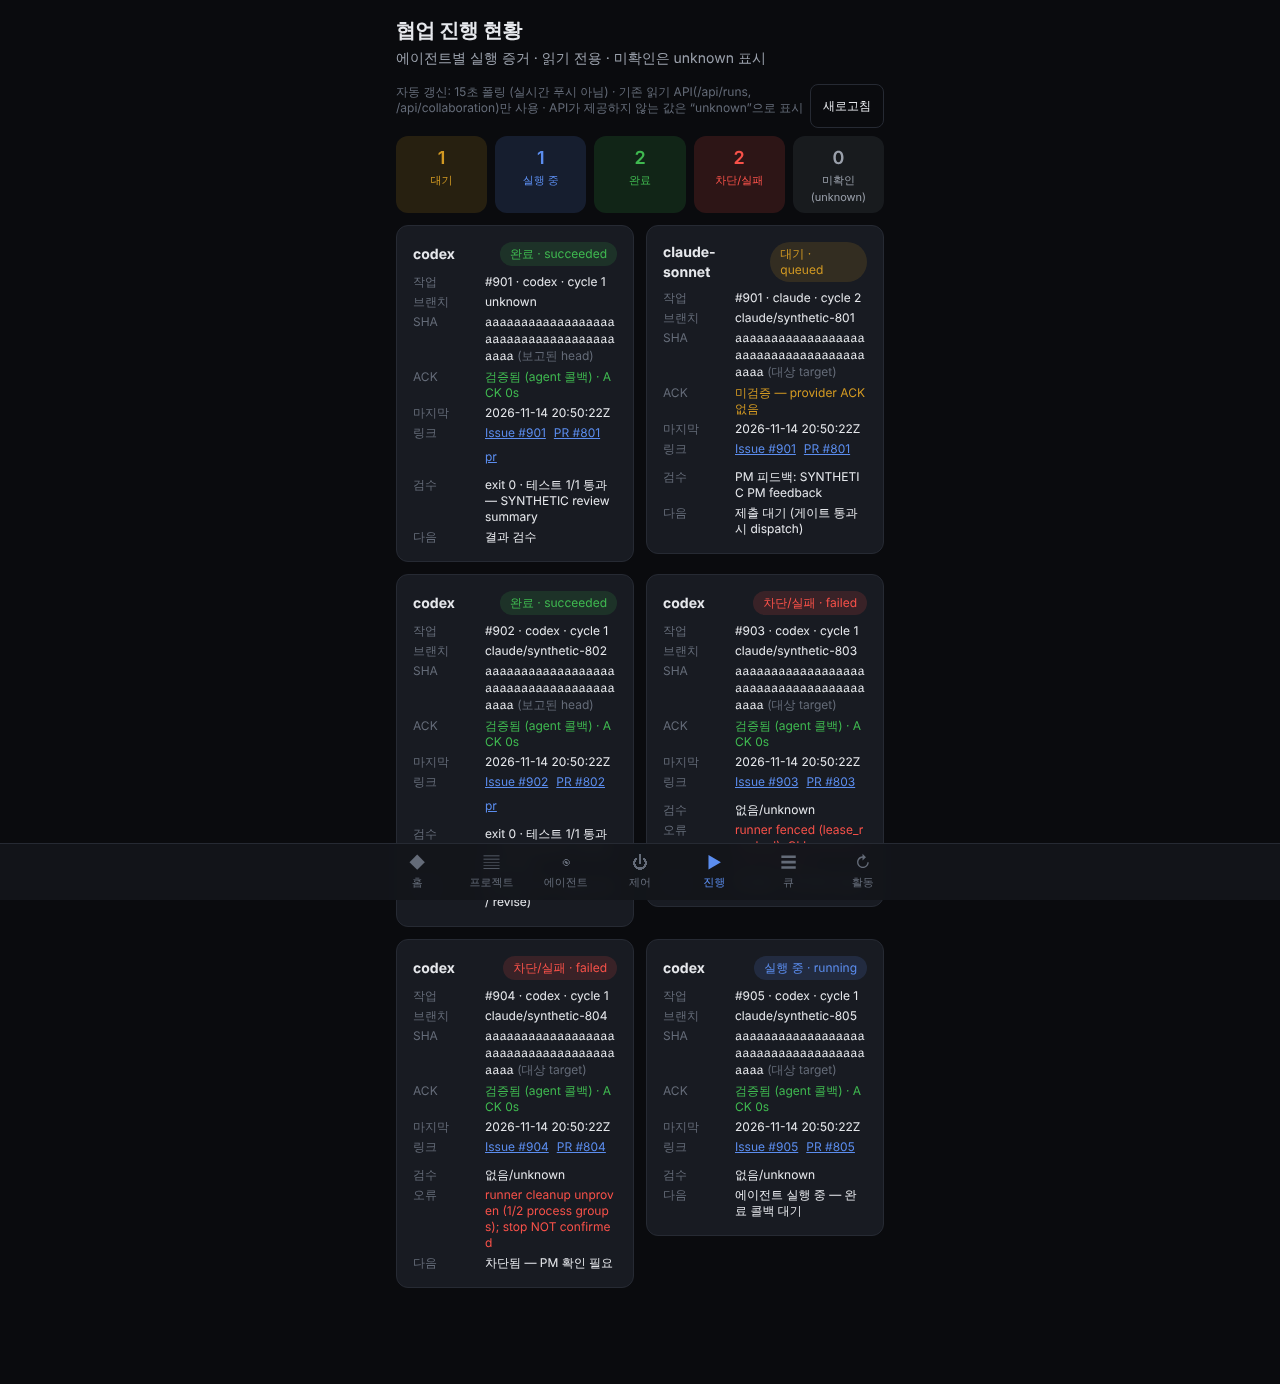 협업 진행 현황
에이전트별 실행 증거 · 읽기 전용 · 미확인은 unknown 표시
자동 갱신: 15초 폴링 (실시간 푸시 아님) · 기존 읽기 API(/api/runs,
/api/collaboration)만 사용 · API가 제공하지 않는 값은 “unknown”으로 표시
새로고침
1
대기
1
실행 중
2
완료
2
차단/실패
0
미확인
(unknown)
codex
완료 · succeeded
작업
#901 · codex · cycle 1
브랜치
unknown
SHA
aaaaaaaaaaaaaaaaaa
aaaaaaaaaaaaaaaaaa
aaaa (보고된 head)
ACK
검증됨 (agent 콜백) · A
CK 0s
마지막
2026-11-14 20:50:22Z
링크
Issue #901 PR #801
pr
검수
exit 0 · 테스트 1/1 통과
— SYNTHETIC review
summary
다음
결과 검수
claude-
sonnet
대기 ·
queued
작업
#901 · claude · cycle 2
브랜치
claude/synthetic-801
SHA
aaaaaaaaaaaaaaaaaa
aaaaaaaaaaaaaaaaaa
aaaa (대상 target)
ACK
미검증 — provider ACK
없음
마지막
2026-11-14 20:50:22Z
링크
Issue #901 PR #801
검수
PM 피드백: SYNTHETI
C PM feedback
다음
제출 대기 (게이트 통과
시 dispatch)
codex
완료 · succeeded
작업
#902 · codex · cycle 1
브랜치
claude/synthetic-802
SHA
aaaaaaaaaaaaaaaaaa
aaaaaaaaaaaaaaaaaa
aaaa (보고된 head)
ACK
검증됨 (agent 콜백) · A
CK 0s
마지막
2026-11-14 20:50:22Z
링크
Issue #902 PR #802
pr
검수
exit 0 · 테스트 1/1 통과
/ revise)
codex
차단/실패 · failed
작업
#903 · codex · cycle 1
브랜치
claude/synthetic-803
SHA
aaaaaaaaaaaaaaaaaa
aaaaaaaaaaaaaaaaaa
aaaa (대상 target)
ACK
검증됨 (agent 콜백) · A
CK 0s
마지막
2026-11-14 20:50:22Z
링크
Issue #903 PR #803
검수
없음/unknown
오류
runner fenced (lease_r
홈
프로젝트
에이전트
제어
진행
큐
활동
codex
차단/실패 · failed
작업
#904 · codex · cycle 1
브랜치
claude/synthetic-804
SHA
aaaaaaaaaaaaaaaaaa
aaaaaaaaaaaaaaaaaa
aaaa (대상 target)
ACK
검증됨 (agent 콜백) · A
CK 0s
마지막
2026-11-14 20:50:22Z
링크
Issue #904 PR #804
검수
없음/unknown
오류
runner cleanup unprov
en (1/2 process group
s); stop NOT confirme
d
다음
차단됨 — PM 확인 필요
codex
실행 중 · running
작업
#905 · codex · cycle 1
브랜치
claude/synthetic-805
SHA
aaaaaaaaaaaaaaaaaa
aaaaaaaaaaaaaaaaaa
aaaa (대상 target)
ACK
검증됨 (agent 콜백) · A
CK 0s
마지막
2026-11-14 20:50:22Z
링크
Issue #905 PR #805
검수
없음/unknown
다음
에이전트 실행 중 — 완
료 콜백 대기